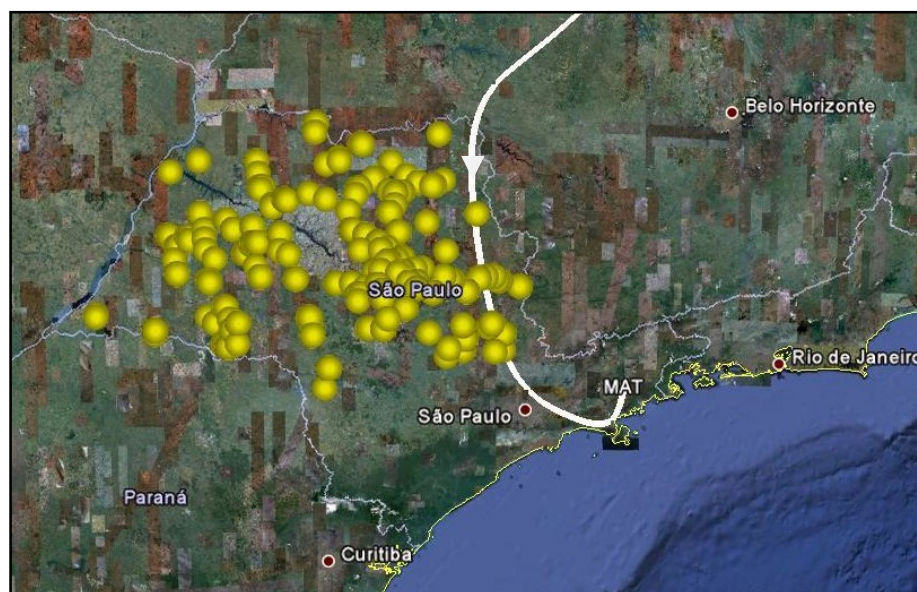 Belo Horizonte
São Paulo
Rio de Janeiro
MAT
São Paulo
Paraná
Curitiba